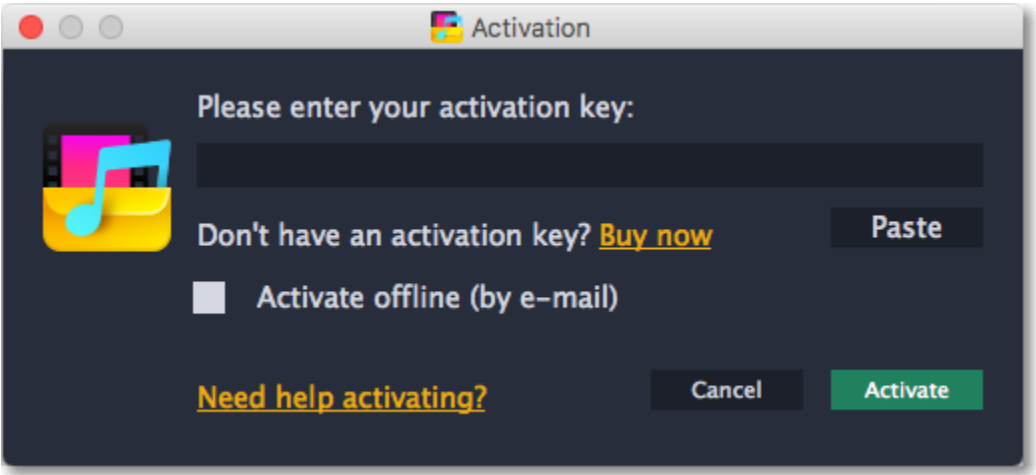 Activation
Please enter your activation key:
Don't have an activation key? Buy now
Paste
Activate offline (by e-mail)
Need help activating?
Cancel
Activate